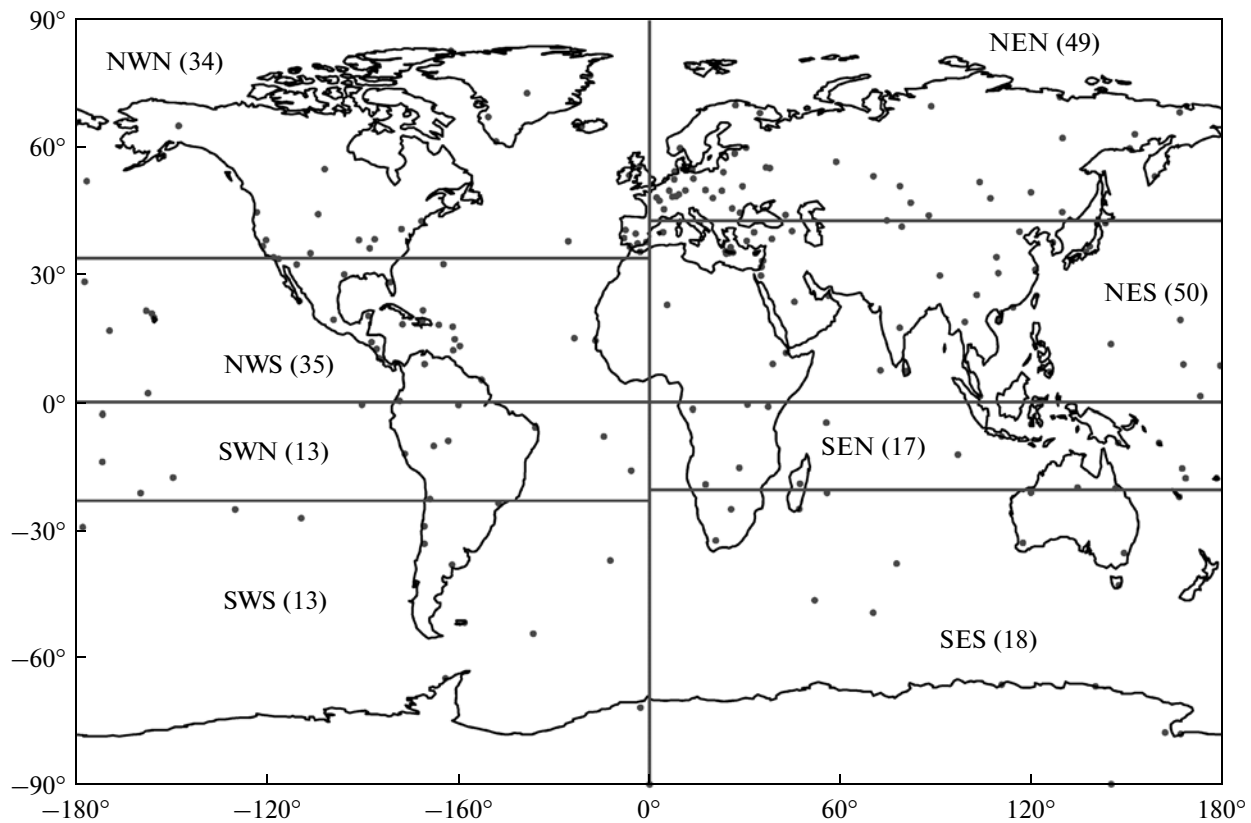 90°
NWN (34)
NEN (49)
60°
30°
NES (50)
NWS (35)
0°
SWN (13)
SEN (17)
−30°
SWS (13)
SES (18)
−60°
−90°
−180°
−120°
−160°
0°
60°
120°
180°